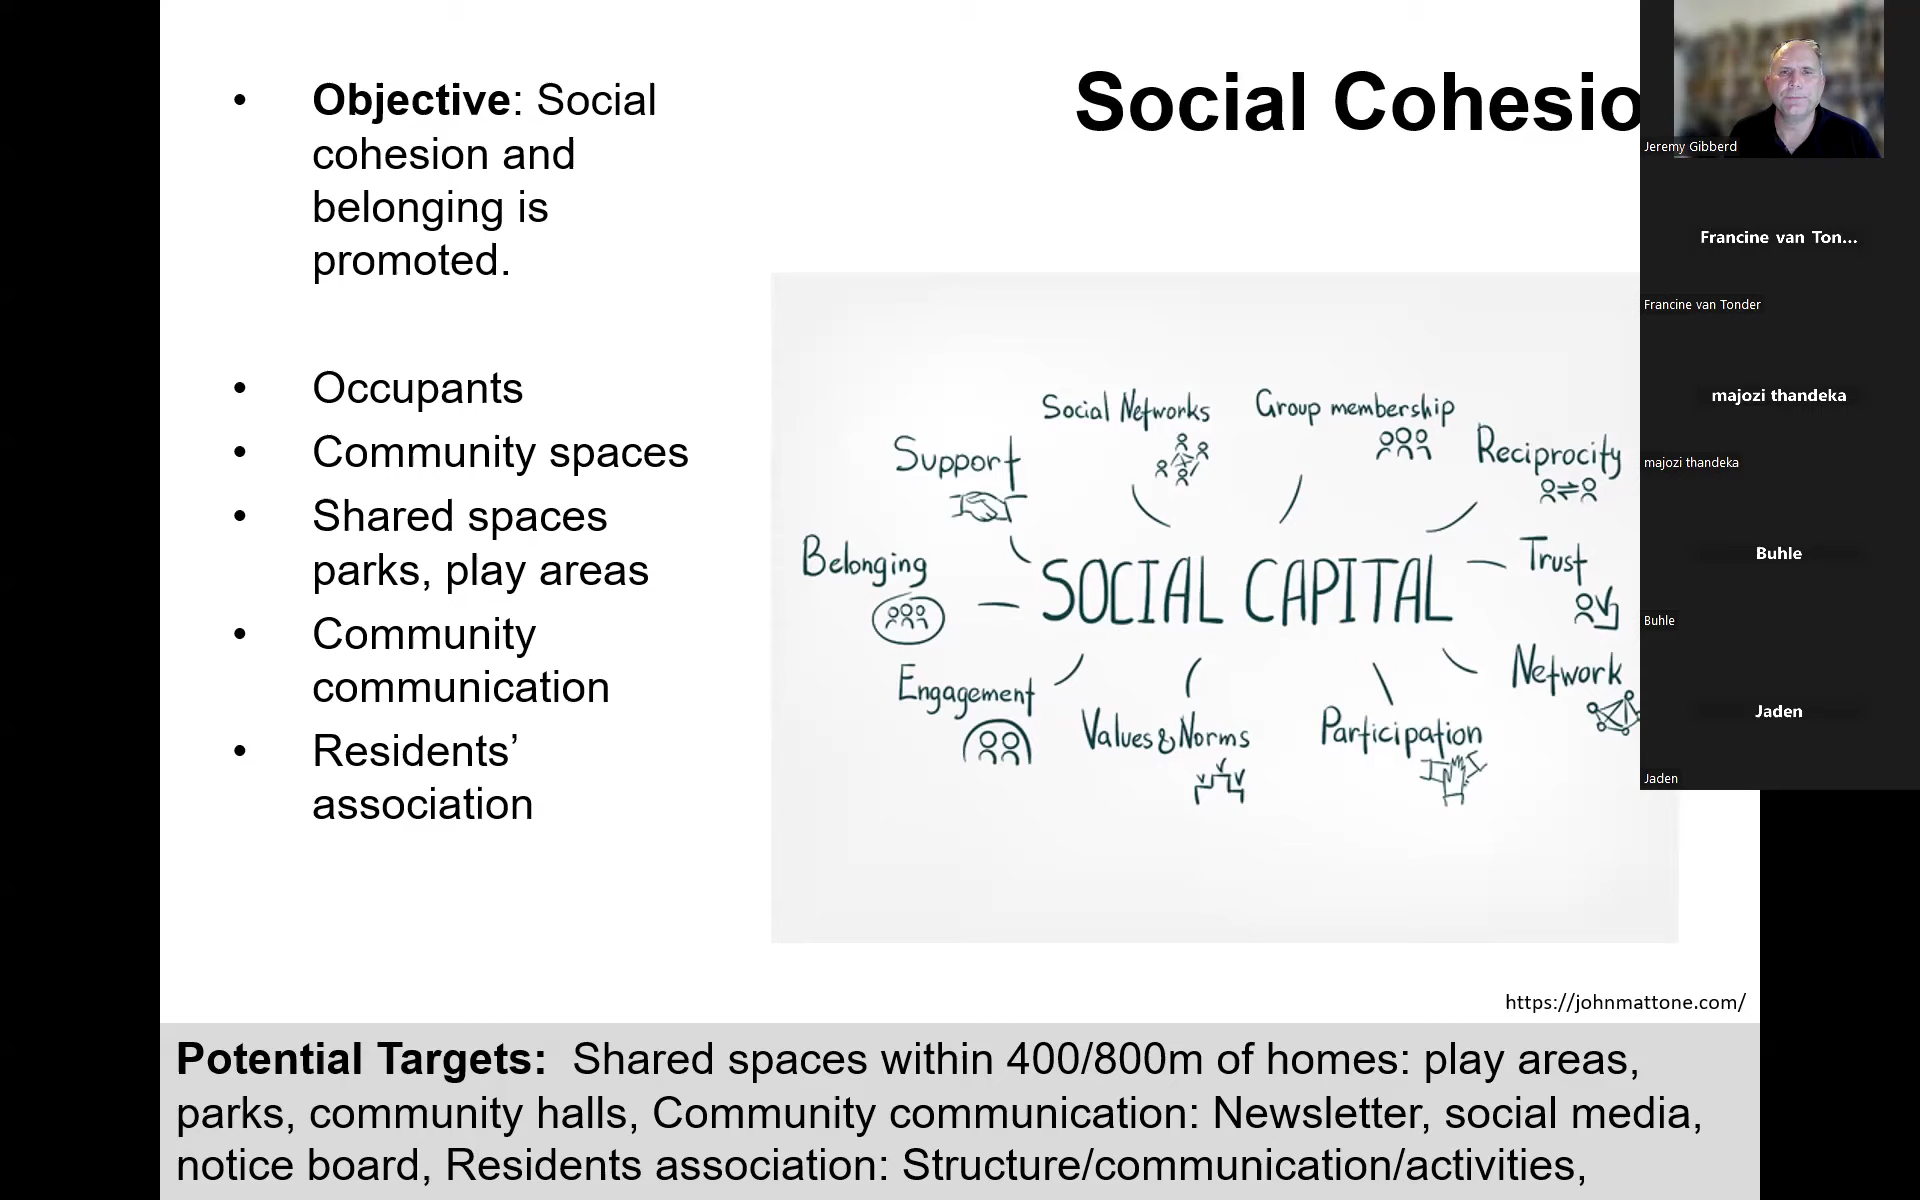 • Objective: Social
cohesion and
belonging is
promoted.
• Occupants
• Community spaces
• Shared spaces
parks, play areas
• Community
communication
• Residents’
association
Social Cohesio
Social Networks
Group membership
Support
Reciprocity
Belonging
SOCIAL CAPITAL
Trust
Engagement
Network
Values & Norms
Participation
https://johnmattone.com/
Potential Targets: Shared spaces within 400/800m of homes: play areas,
parks, community halls, Community communication: Newsletter, social media,
notice board, Residents association: Structure/communication/activities,
Jeremy Gibberd
Francine van Ton...
Francine van Tonder
majozi thandeka
majozi thandeka
Buhle
Buhle
Jaden
Jaden